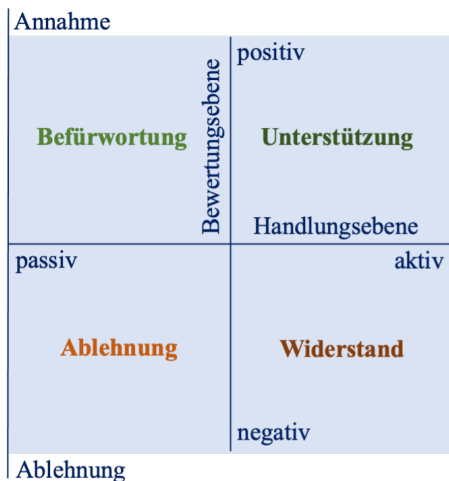 Annahme
positiv
Bewertungsebene
Befürwortung
Unterstützung
Handlungsebene
passiv
aktiv
Ablehnung
Widerstand
negativ
Ablehnung